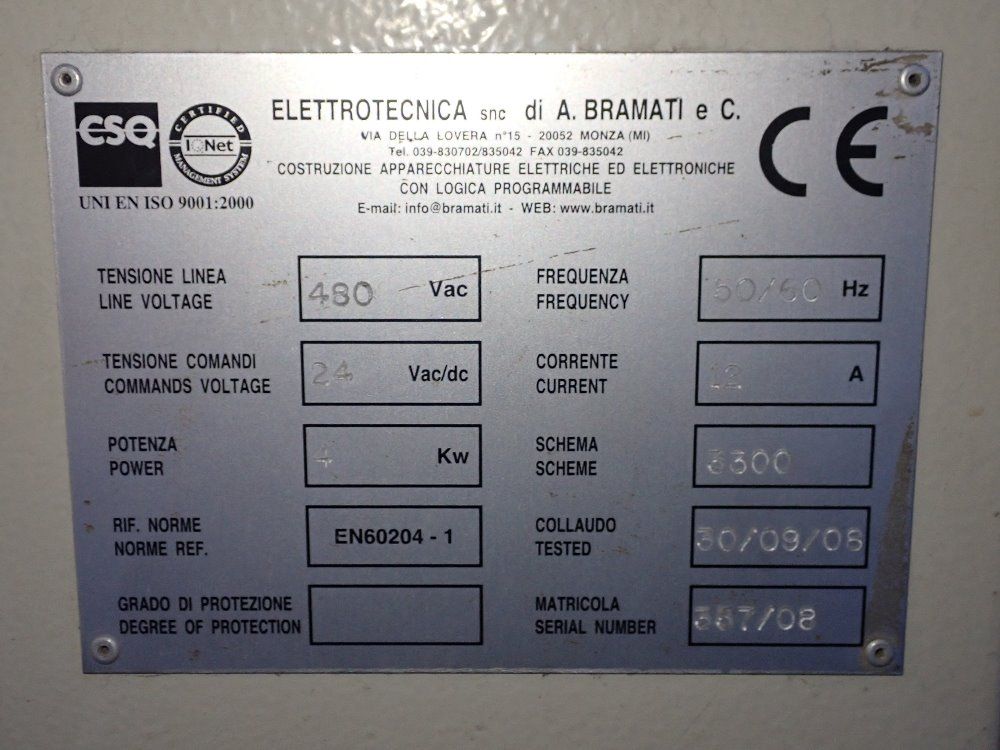 CSQ
CERTIFIED
IQNet
MANAGEMENT SYSTEM
UNI EN ISO 9001:2000
ELETTROTECNICA snc di A. BRAMATI e C.
VIA DELLA LOVERA n°15 - 20052 MONZA (MI)
Tel. 039-830702/835042 FAX 039-835042
COSTRUZIONE APPARECCHIATURE ELETTRICHE ED ELETTRONICHE
CON LOGICA PROGRAMMABILE
E-mail: info@bramati.it - WEB: www.bramati.it
CE
TENSIONE LINEA
LINE VOLTAGE
480 Vac
FREQUENZA
FREQUENCY
50/60 Hz
TENSIONE COMANDI
COMMANDS VOLTAGE
24 Vac/dc
CORRENTE
CURRENT
12 A
POTENZA
POWER
4 Kw
SCHEMA
SCHEME
3300
RIF. NORME
NORME REF.
EN60204 - 1
COLLAUDO
TESTED
30/09/08
GRADO DI PROTEZIONE
DEGREE OF PROTECTION
MATRICOLA
SERIAL NUMBER